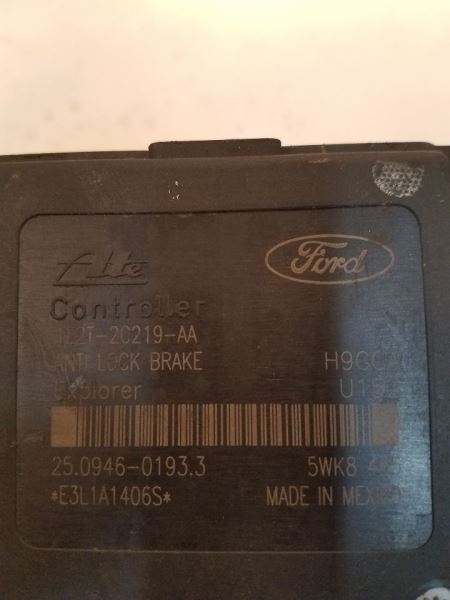 Ate
Ford
Controller
1L2T-2C219-AA
ANTI LOCK BRAKE
Explorer
25.0946-0193.3 5WK8
*E3L1A1406S* MADE IN MEXICO